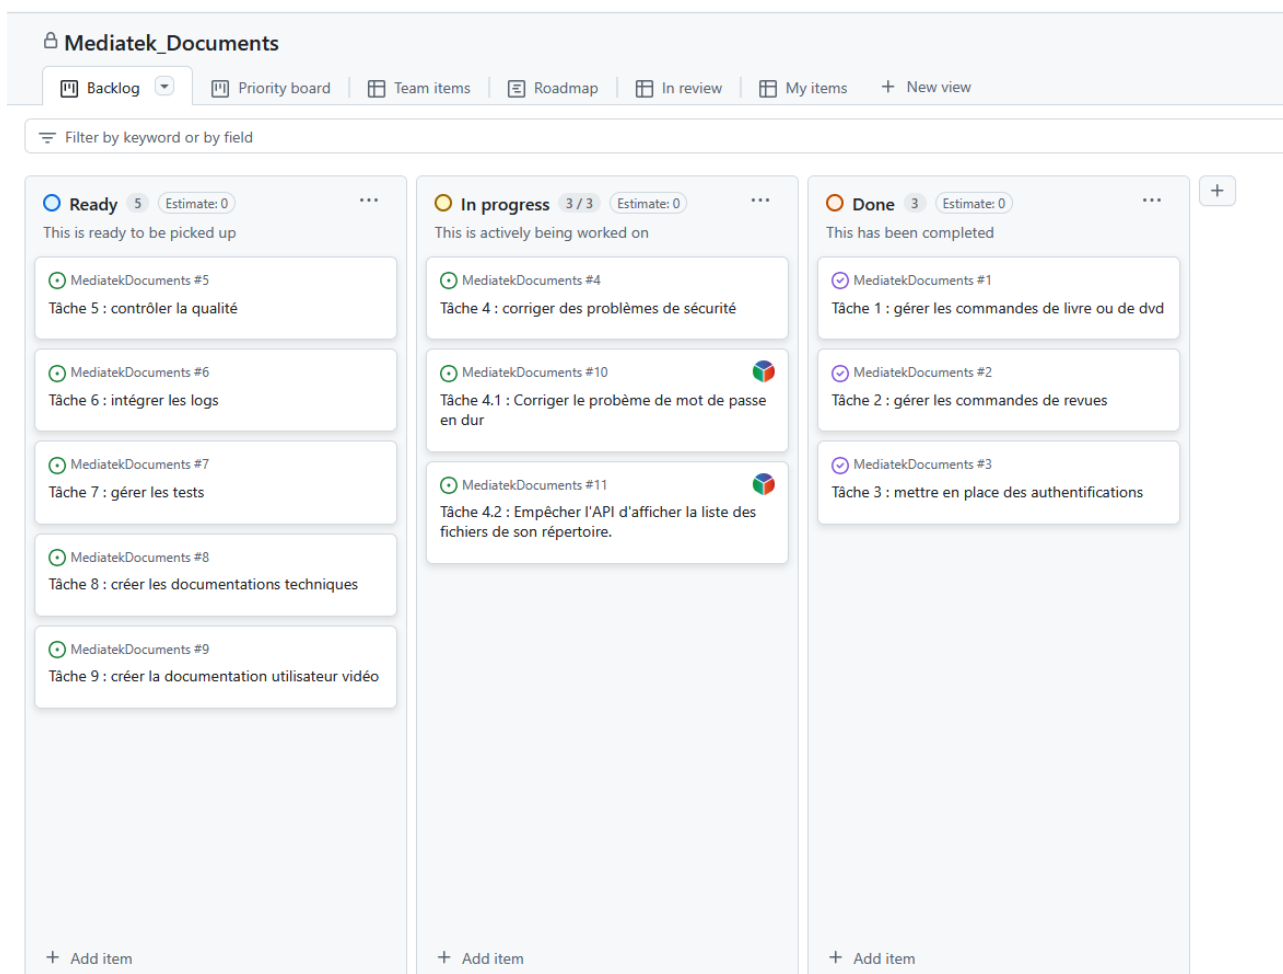 Mediatek_Documents
Backlog
Priority board
Team items
Roadmap
In review
My items
New view
Filter by keyword or by field
Ready 5 Estimate: 0
This is ready to be picked up
MediatekDocuments #5
Tâche 5 : contrôler la qualité
MediatekDocuments #6
Tâche 6 : intégrer les logs
MediatekDocuments #7
Tâche 7 : gérer les tests
MediatekDocuments #8
Tâche 8 : créer les documentations techniques
MediatekDocuments #9
Tâche 9 : créer la documentation utilisateur vidéo
Add item
In progress 3 / 3 Estimate: 0
This is actively being worked on
MediatekDocuments #4
Tâche 4 : corriger des problèmes de sécurité
MediatekDocuments #10
Tâche 4.1 : Corriger le probème de mot de passe
en dur
MediatekDocuments #11
Tâche 4.2 : Empêcher l'API d'afficher la liste des
fichiers de son répertoire.
Add item
Done 3 Estimate: 0
This has been completed
MediatekDocuments #1
Tâche 1 : gérer les commandes de livre ou de dvd
MediatekDocuments #2
Tâche 2 : gérer les commandes de revues
MediatekDocuments #3
Tâche 3 : mettre en place des authentifications
Add item